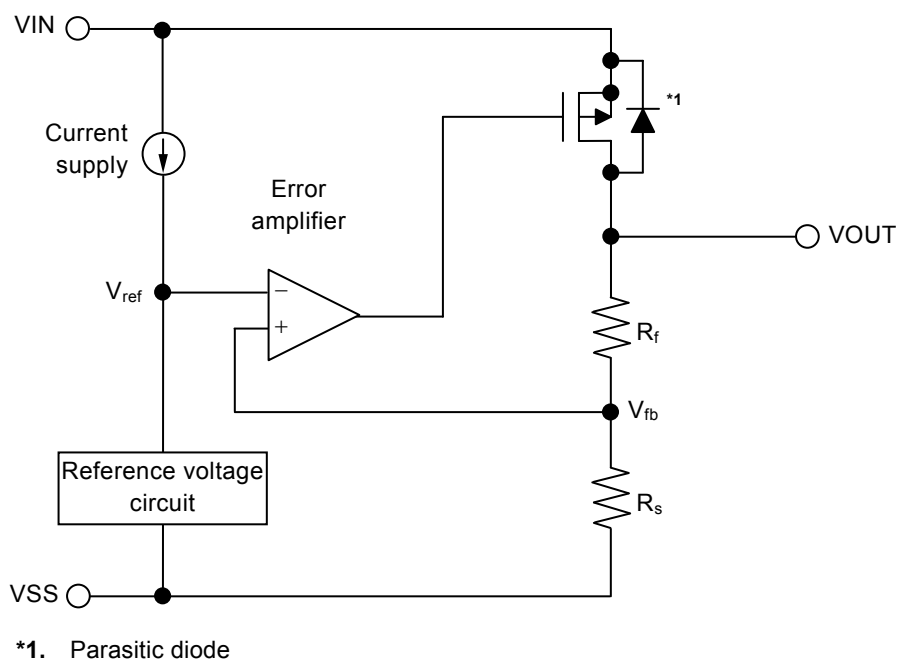 VIN
*1
Current
supply
Error
amplifier
VOUT
Vref
−
+
Rf
Vfb
Reference voltage
circuit
Rs
VSS
*1. Parasitic diode